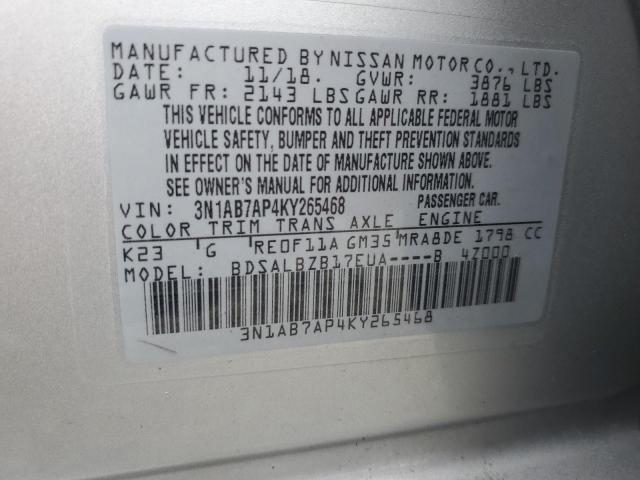 MANUFACTURED BY NISSAN MOTOR CO., LTD.
DATE: 11/18. GVWR: 3876 LBS
GAWR FR: 2143 LBS GAWR RR: 1881 LBS
THIS VEHICLE CONFORMS TO ALL APPLICABLE FEDERAL MOTOR
VEHICLE SAFETY, BUMPER AND THEFT PREVENTION STANDARDS
IN EFFECT ON THE DATE OF MANUFACTURE SHOWN ABOVE.
SEE OWNER'S MANUAL FOR ADDITIONAL INFORMATION.
VIN: 3N1AB7AP4KY265468 PASSENGER CAR.
COLOR TRIM TRANS AXLE ENGINE
K23 G RE0F11A GM35 MRA8DE 1798 CC
MODEL: BDSALBZB17EUA----B 4Z000
3N1AB7AP4KY265468